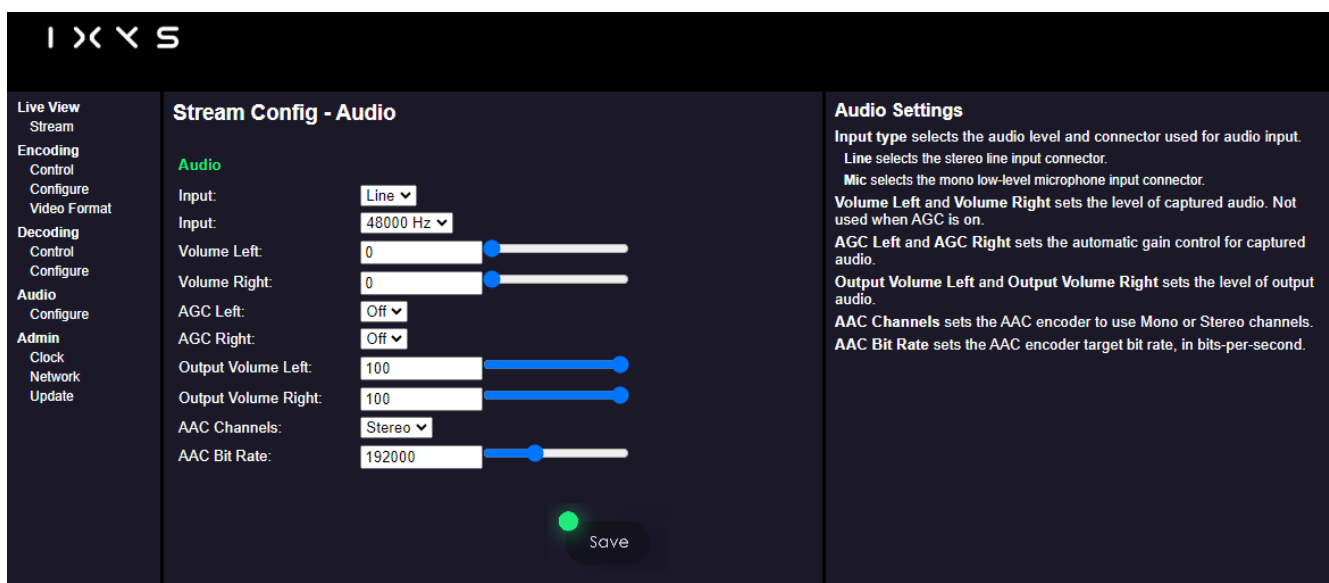 IXYS
Live View
Stream
Encoding
Control
Configure
Video Format
Decoding
Control
Configure
Audio
Configure
Admin
Clock
Network
Update
Stream Config - Audio
Audio
Input: Line
Input: 48000 Hz
Volume Left: 0
Volume Right: 0
AGC Left: Off
AGC Right: Off
Output Volume Left: 100
Output Volume Right: 100
AAC Channels: Stereo
AAC Bit Rate: 192000
Save
Audio Settings
Input type selects the audio level and connector used for audio input.
Line selects the stereo line input connector.
Mic selects the mono low-level microphone input connector.
Volume Left and Volume Right sets the level of captured audio. Not
used when AGC is on.
AGC Left and AGC Right sets the automatic gain control for captured
audio.
Output Volume Left and Output Volume Right sets the level of output
audio.
AAC Channels sets the AAC encoder to use Mono or Stereo channels.
AAC Bit Rate sets the AAC encoder target bit rate, in bits-per-second.